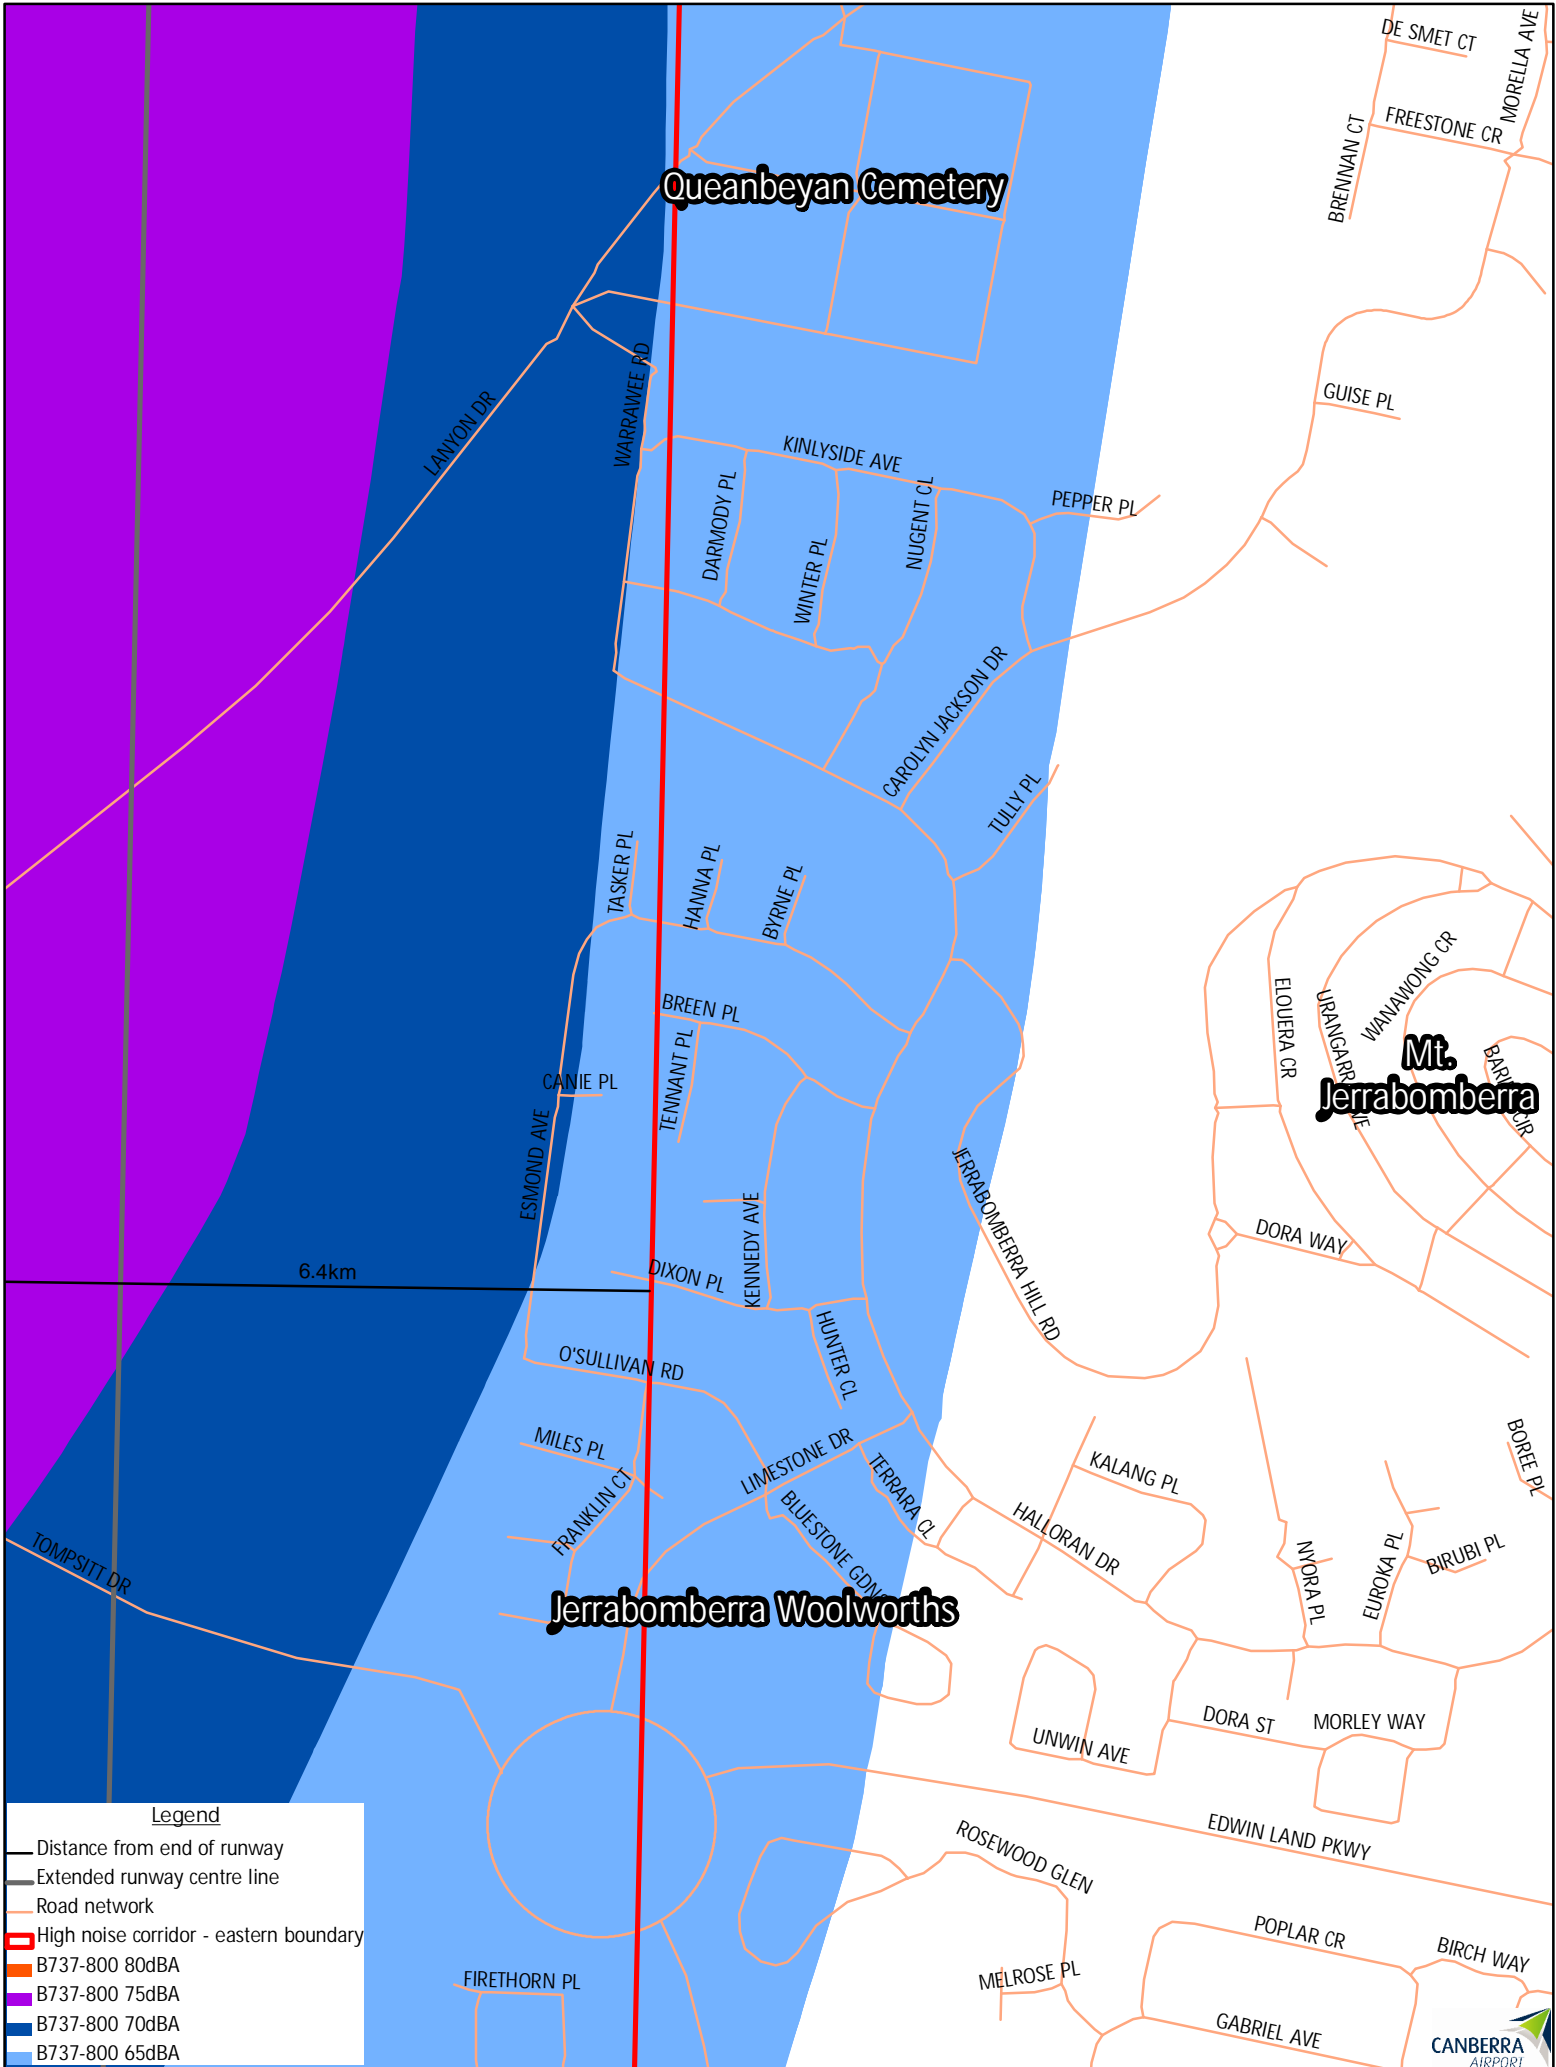 DE SMET CT
MORELLA AVE
FREESTONE CR
BRENNAN CT
Queanbeyan Cemetery
GUISE PL
LANYON DR
WARRAWEE RD
KINLYSIDE AVE
DARMODY PL
WINTER PL
NUGENT CL
PEPPER PL
CAROLYN JACKSON DR
TULLY PL
TASKER PL
HANNA PL
BYRNE PL
BREEN PL
TENNANT PL
CANIE PL
ESMOND AVE
ELOUERA CR
WANAWONG CR
Mt.
Jerrabomberra
CIR
JERRABOMBERRA HILL RD
KENNEDY AVE
DORA WAY
6.4km
DIXON PL
HUNTER CL
O'SULLIVAN RD
MILES PL
FRANKLIN CT
LIMESTONE DR
TERRARA CL
BLUESTONE GDNS
KALANG PL
HALLORAN DR
BOREE PL
NYORA PL
EUROKA PL
BIRUBI PL
TOMPSITT DR
Jerrabomberra Woolworths
UNWIN AVE
DORA ST
MORLEY WAY
EDWIN LAND PKWY
ROSEWOOD GLEN
POPLAR CR
BIRCH WAY
MELROSE PL
GABRIEL AVE
FIRETHORN PL
Legend
Distance from end of runway
Extended runway centre line
Road network
High noise corridor - eastern boundary
B737-800 80dBA
B737-800 75dBA
B737-800 70dBA
B737-800 65dBA
CANBERRA
AIRPORT